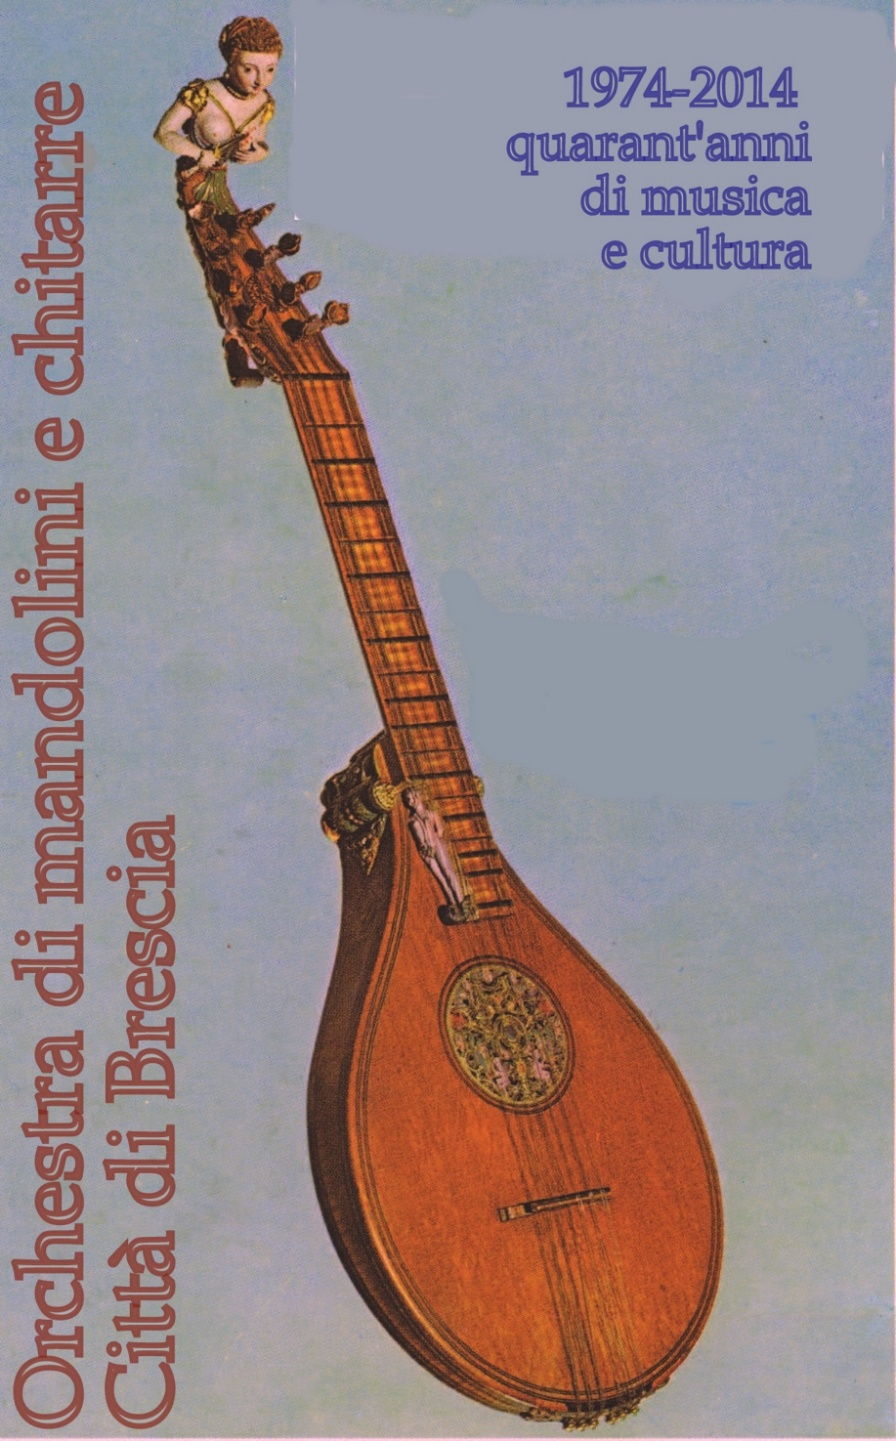 Orchestra di mandolini e chitarre
Città di Brescia
1974-2014
quarant'anni
di musica
e cultura